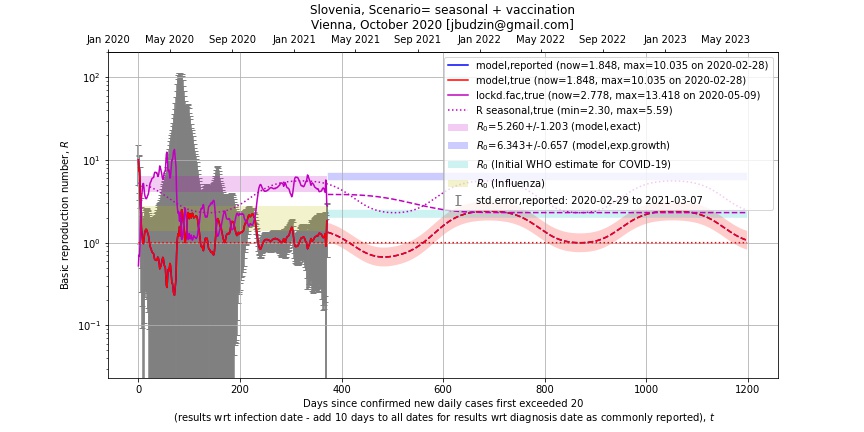 Slovenia, Scenario= seasonal + vaccination
Vienna, October 2020 [jbudzin@gmail.com]
Jan 2020 May 2020 Sep 2020 Jan 2021 May 2021 Sep 2021 Jan 2022 May 2022 Sep 2022 Jan 2023 May 2023
model,reported (now=1.848, max=10.035 on 2020-02-28)
model,true (now=1.848, max=10.035 on 2020-02-28)
lockd.fac,true (now=2.778, max=13.418 on 2020-05-09)
R seasonal,true (min=2.30, max=5.59)
R₀=5.260+/-1.203 (model,exact)
R₀=6.343+/-0.657 (model,exp.growth)
R₀ (Initial WHO estimate for COVID-19)
R₀ (Influenza)
std.error,reported: 2020-02-29 to 2021-03-07
Basic reproduction number, R
10²
10¹
10⁰
10⁻¹
0 200 400 600 800 1000 1200
Days since confirmed new daily cases first exceeded 20
(results wrt infection date - add 10 days to all dates for results wrt diagnosis date as commonly reported), t